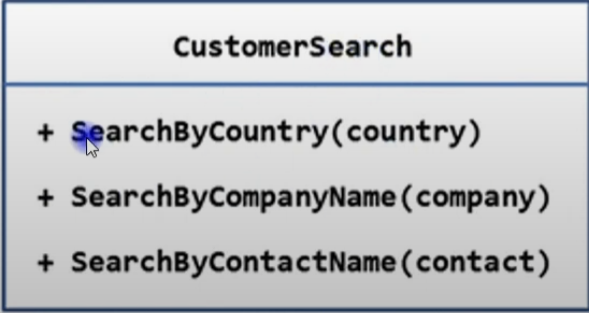 CustomerSearch
+ SearchByCountry(country)
+ SearchByCompanyName(company)
+ SearchByContactName(contact)